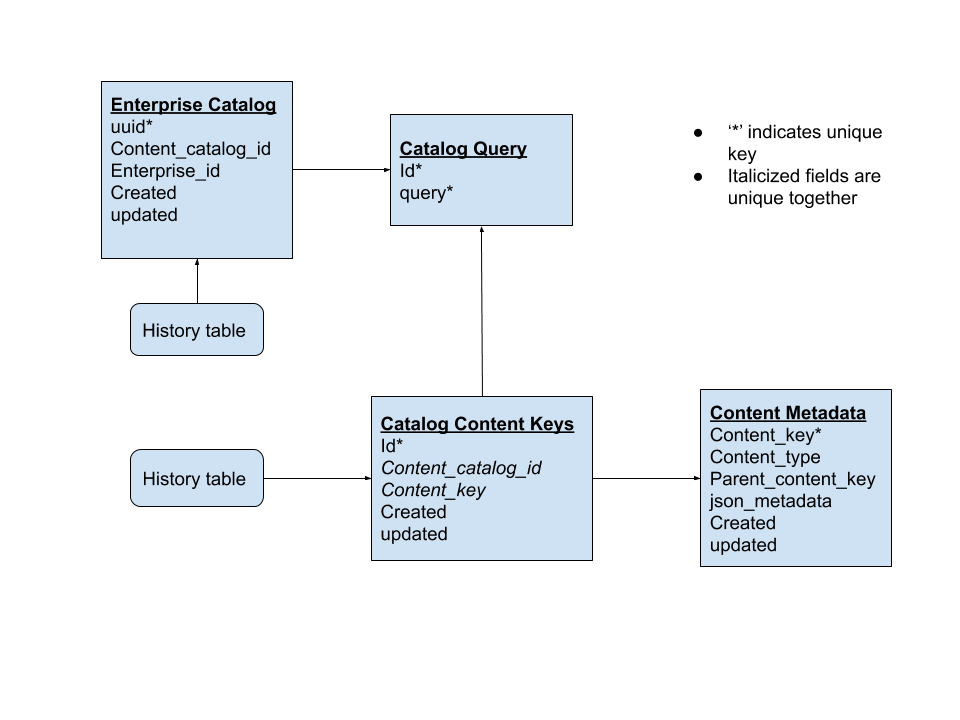 Enterprise Catalog
uuid*
Content_catalog_id
Enterprise_id
Created
updated
Catalog Query
Id*
query*
● ‘*’ indicates unique
key
● Italicized fields are
unique together
History table
History table
Catalog Content Keys
Id*
Content_catalog_id
Content_key
Created
updated
Content Metadata
Content_key*
Content_type
Parent_content_key
json_metadata
Created
updated